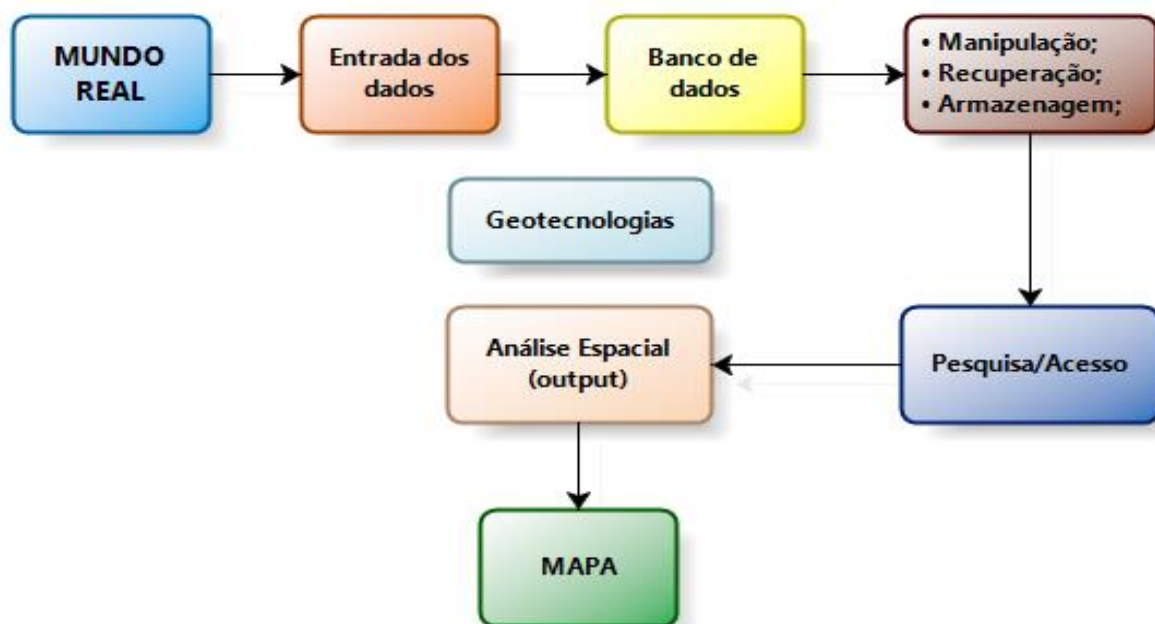 MUNDO
REAL
Entrada dos
dados
Banco de
dados
• Manipulação;
• Recuperação;
• Armazenagem;
Geotecnologias
Análise Espacial
(output)
Pesquisa/Acesso
MAPA